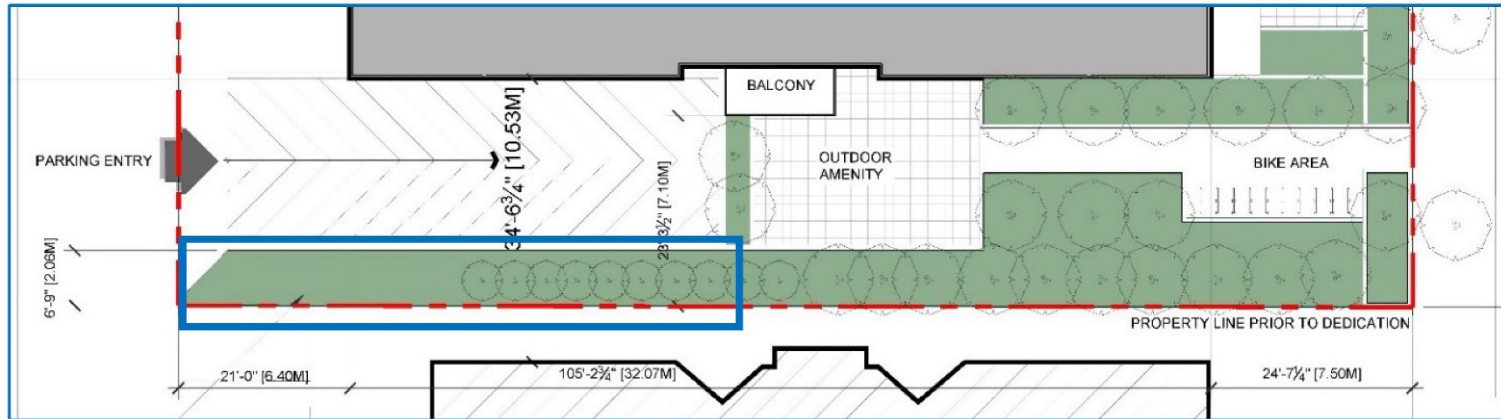 BALCONY
PARKING ENTRY
34'-6¾" [10.53M]
23'-3½" [7.10M]
OUTDOOR
AMENITY
BIKE AREA
6'-9" [2.06M]
PROPERTY LINE PRIOR TO DEDICATION
21'-0" [6.40M]
105'-2¾" [32.07M]
24'-7¼" [7.50M]